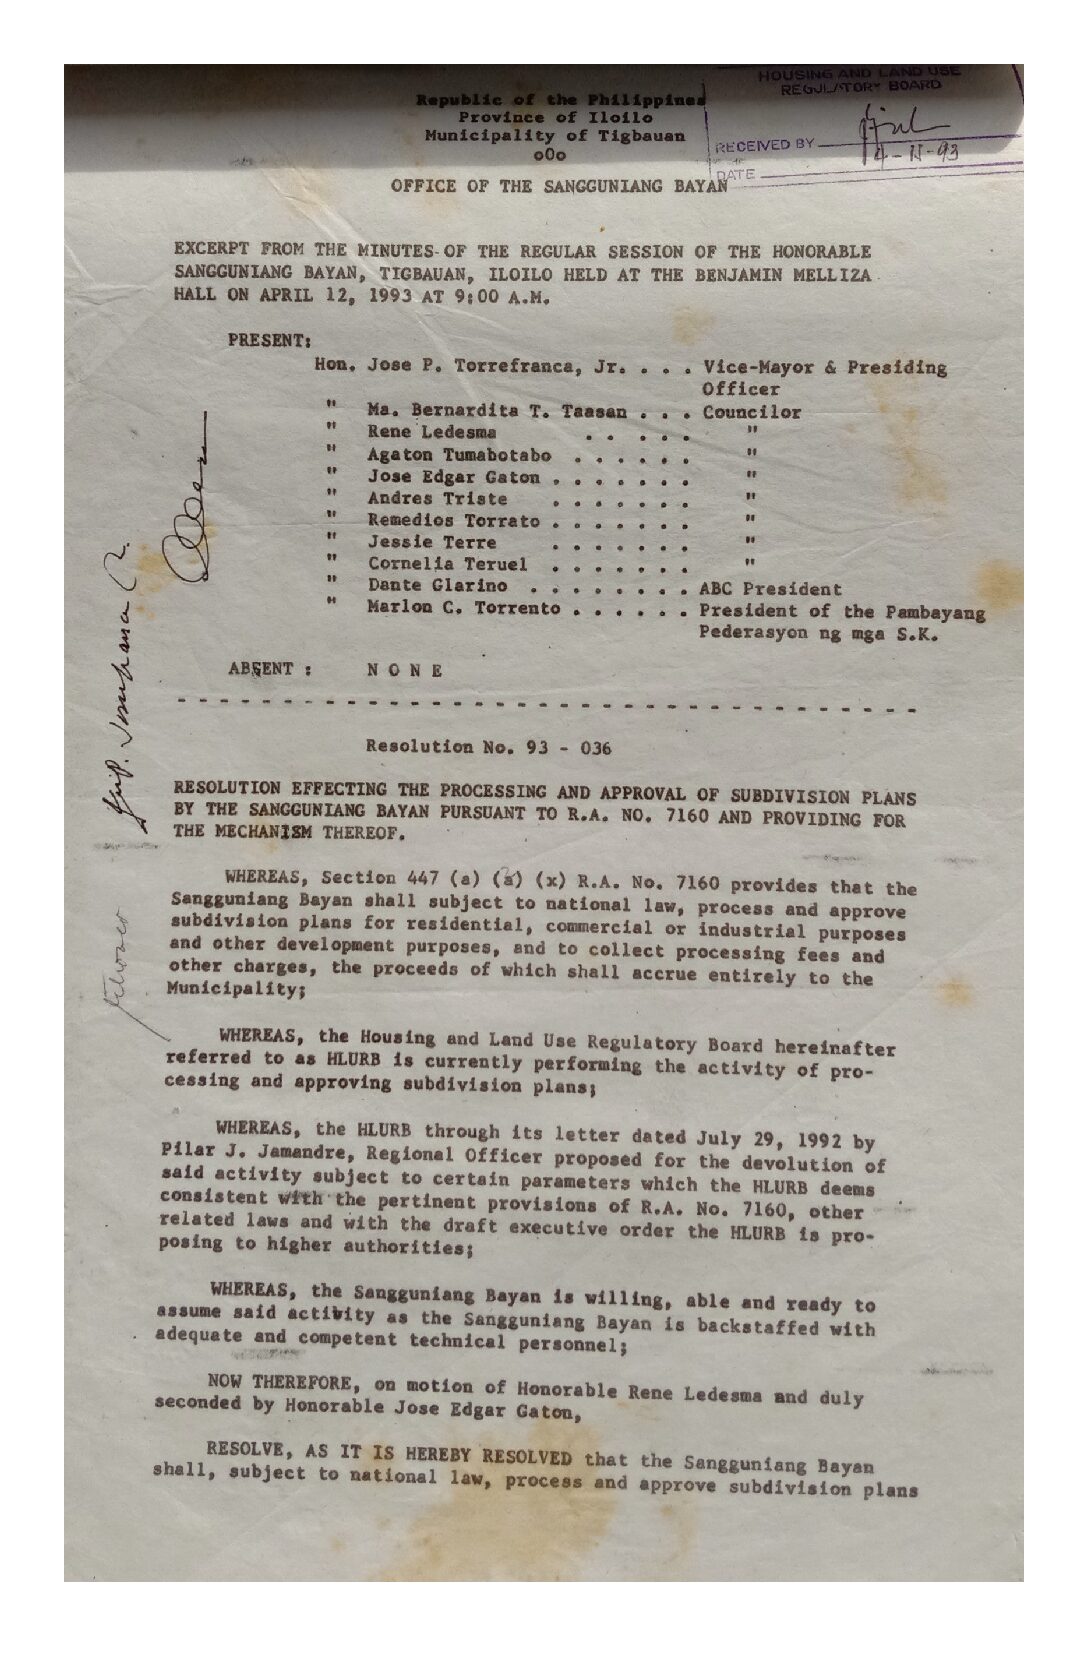 HOUSING AND LAND USE
REGULATORY BOARD
RECEIVED BY
DATE
Republic of the Philippines
Province of Iloilo
Municipality of Tigbauan
oOo
OFFICE OF THE SANGGUNIANG BAYAN
EXCERPT FROM THE MINUTES OF THE REGULAR SESSION OF THE HONORABLE
SANGGUNIANG BAYAN, TIGBAUAN, ILOILO HELD AT THE BENJAMIN MELLIZA
HALL ON APRIL 12, 1993 AT 9:00 A.M.
PRESENT:
Hon. Jose P. Torrefranca, Jr. . . . Vice-Mayor & Presiding
Officer
" Ma. Bernardita T. Taasan . . . Councilor
" Rene Ledesma . . . . . "
" Agaton Tumabotabo . . . . . . "
" Jose Edgar Gaton . . . . . . . "
" Andres Triste . . . . . . . "
" Remedios Torrato . . . . . . . "
" Jessie Terre . . . . . . . "
" Cornelia Teruel . . . . . . . "
" Dante Glarino . . . . . . . . ABC President
" Marlon C. Torrento . . . . . . President of the Pambayang
Pederasyon ng mga S.K.
ABSENT : N O N E
- - - - - - - - - - - - - - - - - - - - - - - - - - - - - - - - - - -
Resolution No. 93 - 036
RESOLUTION EFFECTING THE PROCESSING AND APPROVAL OF SUBDIVISION PLANS
BY THE SANGGUNIANG BAYAN PURSUANT TO R.A. NO. 7160 AND PROVIDING FOR
THE MECHANISM THEREOF.
WHEREAS, Section 447 (a) (x) R.A. No. 7160 provides that the
Sangguniang Bayan shall subject to national law, process and approve
subdivision plans for residential, commercial or industrial purposes
and other development purposes, and to collect processing fees and
other charges, the proceeds of which shall accrue entirely to the
Municipality;
WHEREAS, the Housing and Land Use Regulatory Board hereinafter
referred to as HLURB is currently performing the activity of pro-
cessing and approving subdivision plans;
WHEREAS, the HLURB through its letter dated July 29, 1992 by
Pilar J. Jamandre, Regional Officer proposed for the devolution of
said activity subject to certain parameters which the HLURB deems
consistent with the pertinent provisions of R.A. No. 7160, other
related laws and with the draft executive order the HLURB is pro-
posing to higher authorities;
WHEREAS, the Sangguniang Bayan is willing, able and ready to
assume said activity as the Sangguniang Bayan is backstaffed with
adequate and competent technical personnel;
NOW THEREFORE, on motion of Honorable Rene Ledesma and duly
seconded by Honorable Jose Edgar Gaton,
RESOLVE, AS IT IS HEREBY RESOLVED that the Sangguniang Bayan
shall, subject to national law, process and approve subdivision plans